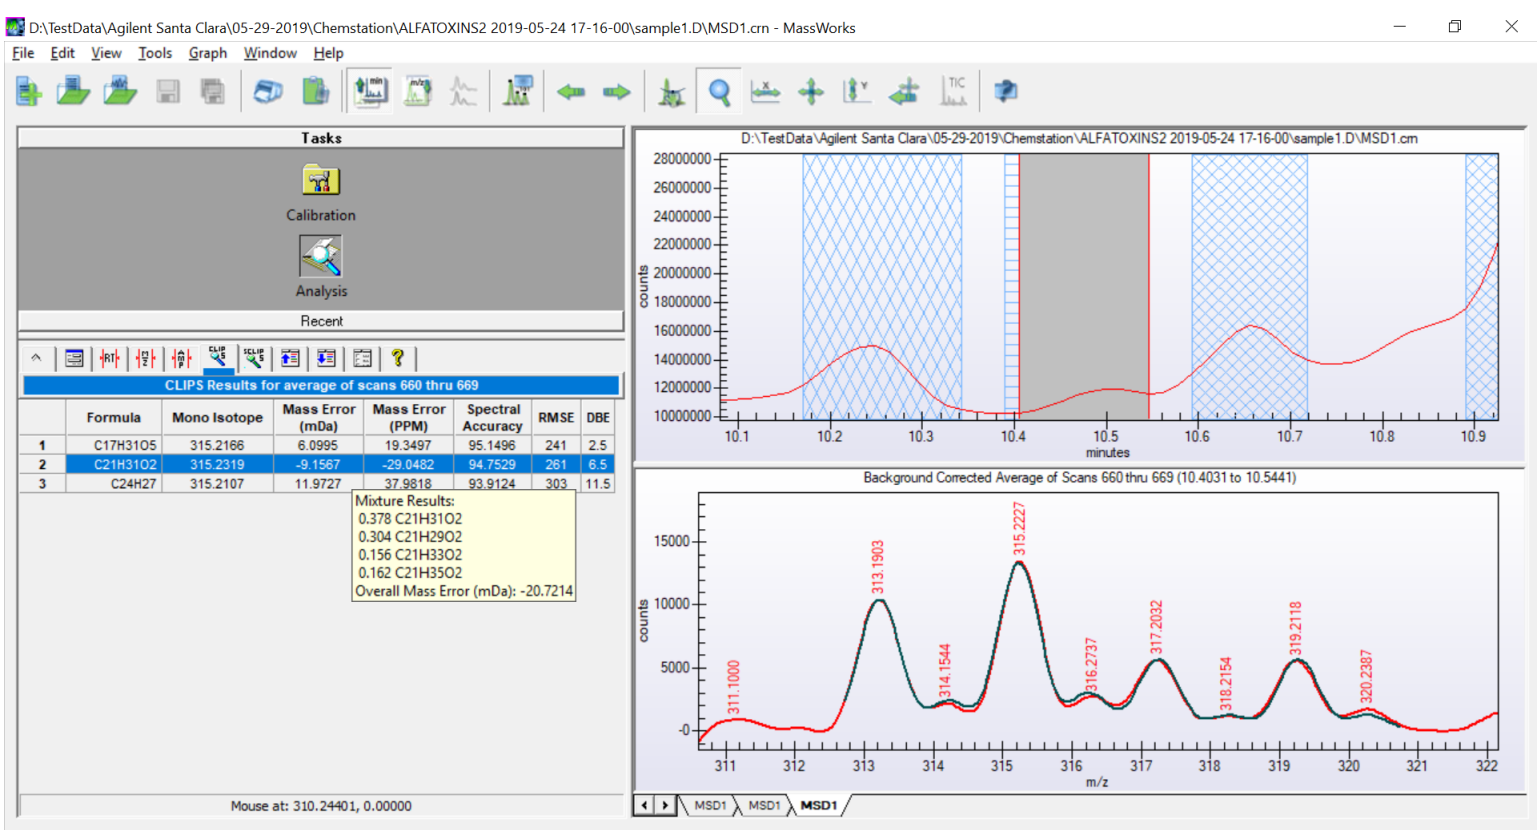 D:\TestData\Agilent Santa Clara\05-29-2019\Chemstation\ALFATOXINS2 2019-05-24 17-16-00\sample1.D\MSD1.crn - MassWorks
File Edit View Tools Graph Window Help
min m/z TIC X Y
Tasks
Calibration
Analysis
Recent
RT CLIPS sCLIPS ?
CLIPS Results for average of scans 660 thru 669
Formula Mono Isotope Mass Error (mDa) Mass Error (PPM) Spectral Accuracy RMSE DBE
1 C17H31O5 315.2166 6.0995 19.3497 95.1496 241 2.5
2 C21H31O2 315.2319 -9.1567 -29.0482 94.7529 261 6.5
3 C24H27 315.2107 11.9727 37.9818 93.9124 303 11.5
Mixture Results:
0.378 C21H31O2
0.304 C21H29O2
0.156 C21H33O2
0.162 C21H35O2
Overall Mass Error (mDa): -20.7214
Mouse at: 310.24401, 0.00000
D:\TestData\Agilent Santa Clara\05-29-2019\Chemstation\ALFATOXINS2 2019-05-24 17-16-00\sample1.D\MSD1.crn
28000000
26000000
24000000
22000000
20000000
18000000
16000000
14000000
12000000
10000000
counts
10.1 10.2 10.3 10.4 10.5 10.6 10.7 10.8 10.9
minutes
Background Corrected Average of Scans 660 thru 669 (10.4031 to 10.5441)
15000
10000
5000
-0
counts
311.1000
313.1903
314.1544
315.2227
316.2737
317.2032
318.2154
319.2118
320.2387
311 312 313 314 315 316 317 318 319 320 321 322
m/z
MSD1 MSD1 MSD1